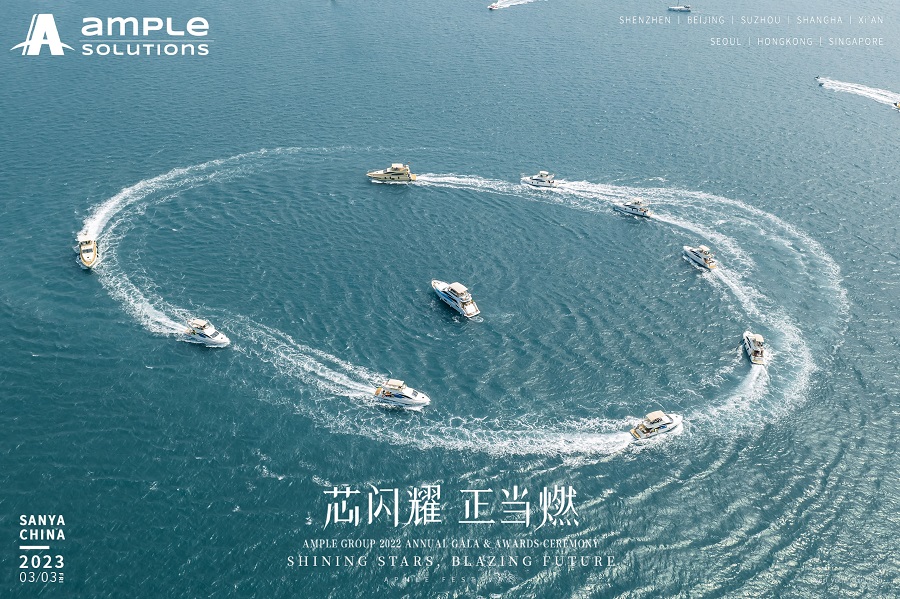 AMPLE
SOLUTIONS
SHENZHEN | BEIJING | SUZHOU | SHANGHA | XI'AN
SEOUL | HONGKONG | SINGAPORE
芯闪耀 正当燃
AMPLE GROUP 2022 ANNUAL GALA & AWARDS CEREMONY
SHINING STARS, BLAZING FUTURE
SANYA
CHINA
2023
03/03